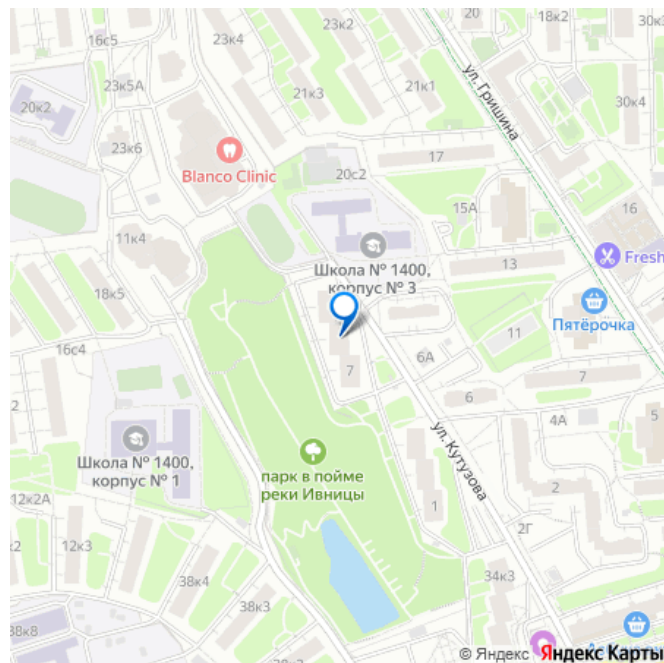 20
18к2
30к
16с5
23к4
23к2
ул. Гришина
23к5А
21к3
21к1
30к4
20к2
23к6
Blanco Clinic
17
20с2
15А
16
11к4
Школа № 1400,
корпус № 3
13
Fresh
18к5
Пятёрочка
11
16с4
6А
7
7
2
6
ул. Кутузова
4А
5
Школа № 1400,
корпус № 1
парк в пойме
реки Ивницы
2
12к2А
1
2Г
с2
12к3
38к4
34к3
38к3
38к8
© Яндекс
Яндекс Карты